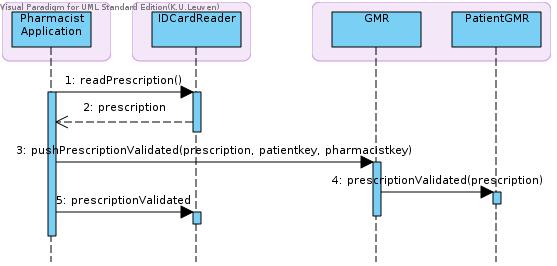 Visual Paradigm for UML Standard Edition(K.U.Leuven)
Pharmacist
Application
IDCardReader
GMR
PatientGMR
1: readPrescription()
2: prescription
3: pushPrescriptionValidated(prescription, patientkey, pharmacistkey)
4: prescriptionValidated(prescription)
5: prescriptionValidated